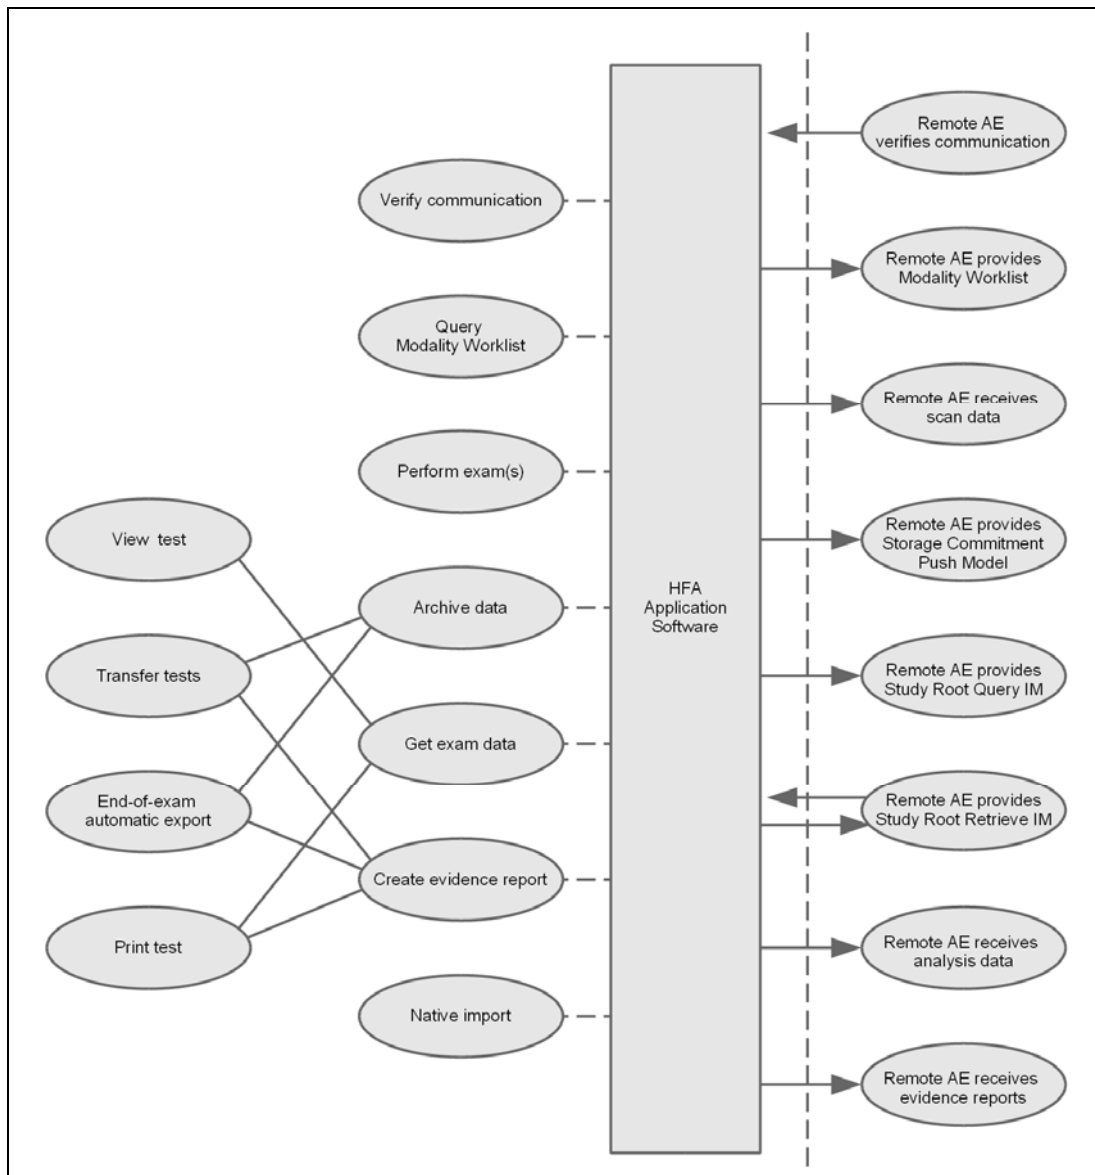 Remote AE
verifies communication
Verify communication
Remote AE provides
Modality Worklist
Query
Modality Worklist
Remote AE receives
scan data
Perform exam(s)
View test
Remote AE provides
Storage Commitment
Push Model
HFA
Application
Software
Archive data
Transfer tests
Remote AE provides
Study Root Query IM
Get exam data
End-of-exam
automatic export
Remote AE provides
Study Root Retrieve IM
Create evidence report
Print test
Remote AE receives
analysis data
Native import
Remote AE receives
evidence reports